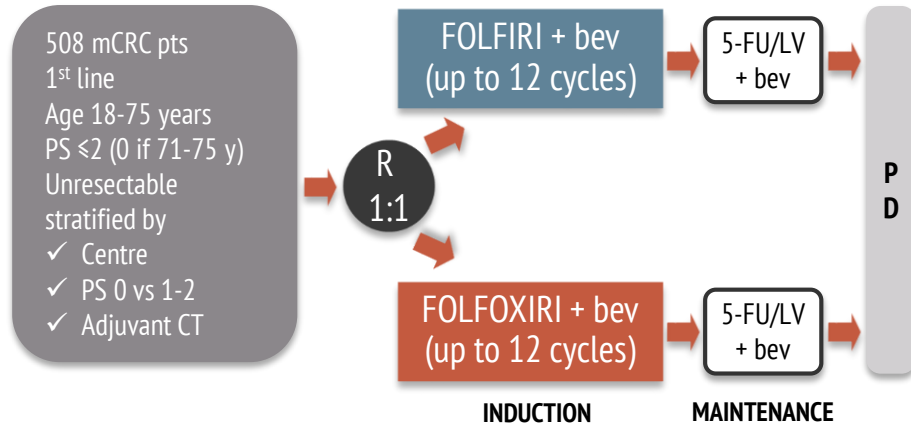 508 mCRC pts
1st line
Age 18-75 years
PS ⩽2 (0 if 71-75 y)
Unresectable
stratified by
✓ Centre
✓ PS 0 vs 1-2
✓ Adjuvant CT
R
1:1
FOLFIRI + bev
(up to 12 cycles)
5-FU/LV
+ bev
FOLFOXIRI + bev
(up to 12 cycles)
5-FU/LV
+ bev
P
D
INDUCTION
MAINTENANCE